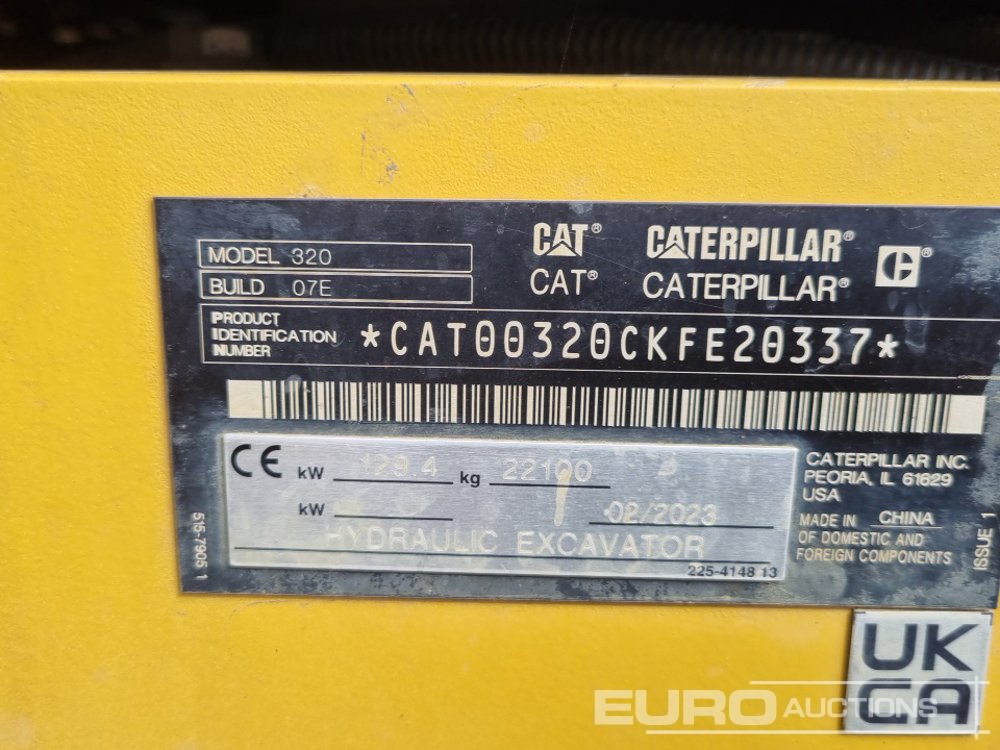 CAT® CATERPILLAR®
CAT® CATERPILLAR®
MODEL 320
BUILD 07E
PRODUCT
IDENTIFICATION
NUMBER
*CAT00320CKFE20337*
CE kW 129.4 kg 22100
kW 02/2023
HYDRAULIC EXCAVATOR
225-4148 13
515-7905 1
CATERPILLAR INC.
PEORIA, IL 61629
USA
MADE IN CHINA
OF DOMESTIC AND
FOREIGN COMPONENTS
ISSUE 1
UK
CA
EURO AUCTIONS